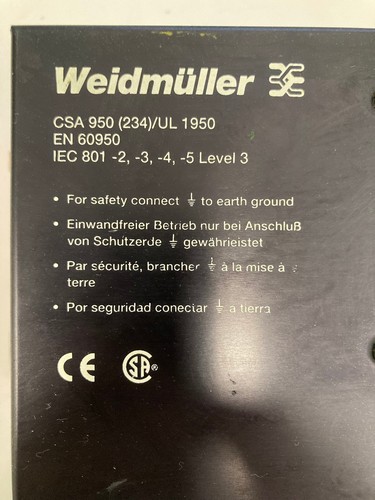 Weidmüller
CSA 950 (234)/UL 1950
EN 60950
IEC 801 -2, -3, -4, -5 Level 3
• For safety connect ⏚ to earth ground
• Einwandfreier Betrieb nur bei Anschluß
von Schutzerde ⏚ gewährleistet
• Par sécurité, brancher ⏚ à la mise à
terre
• Por seguridad conectar ⏚ a tierra
CE SA ®